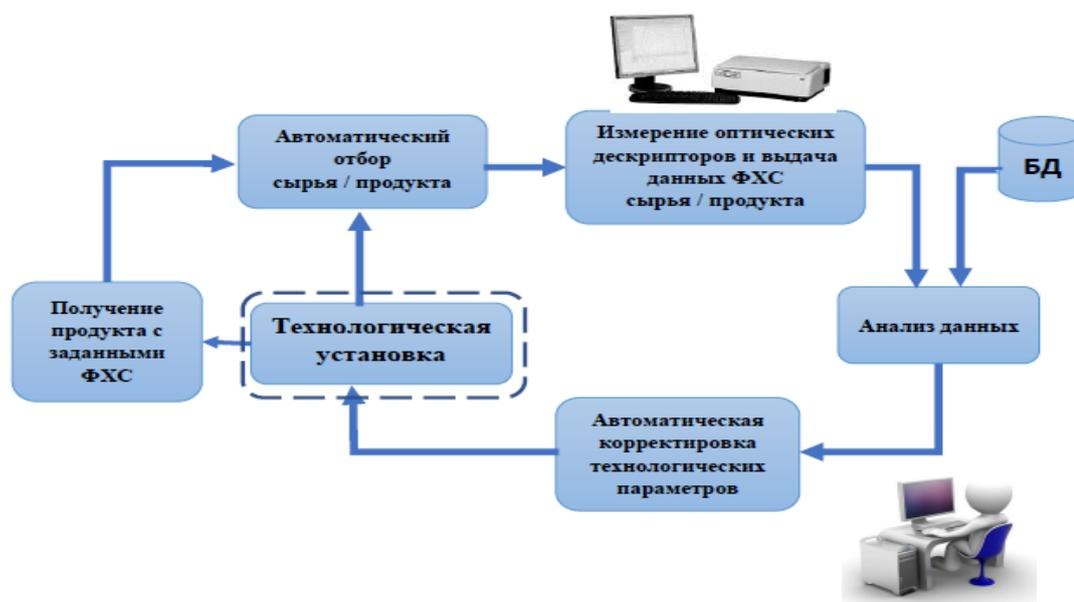 Автоматический
отбор
сырья / продукта
Измерение оптических
дескрипторов и выдача
данных ФХС
сырья / продукта
БД
Получение
продукта с
заданными
ФХС
Технологическая
установка
Анализ данных
Автоматическая
корректировка
технологических
параметров